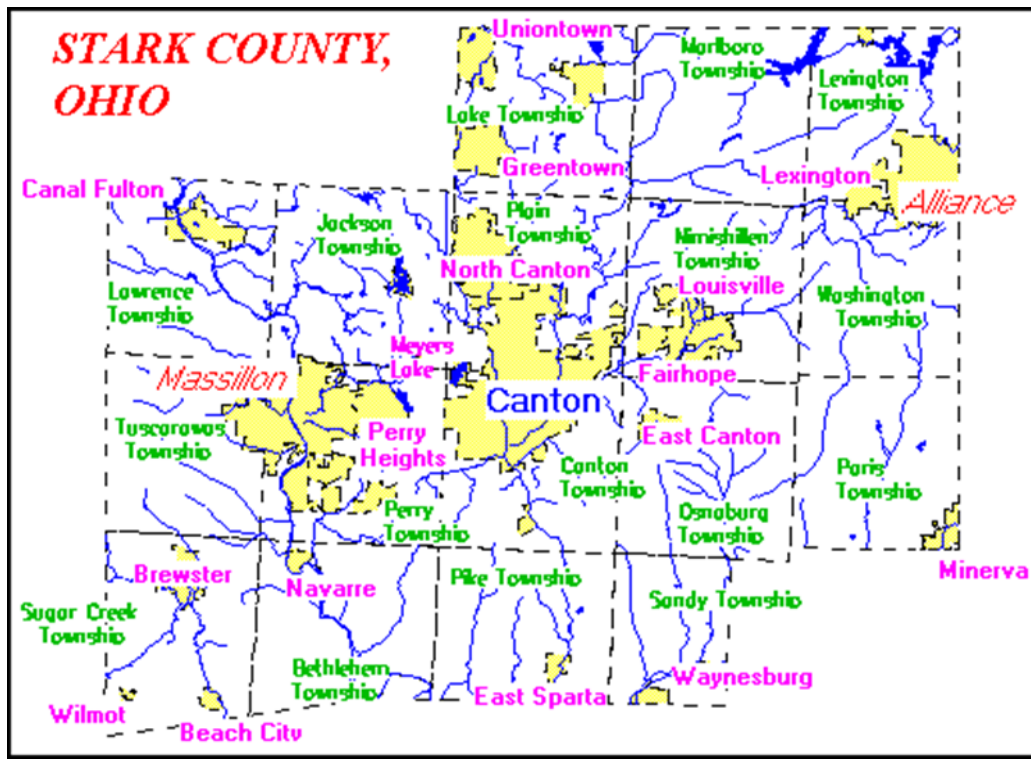 STARK COUNTY,
OHIO
Uniontown
Marlboro
Township
Lexington
Township
Lake Township
Greentown
Lexington
Alliance
Canal Fulton
Jackson
Township
Plain
Township
Nimishillen
Township
North Canton
Louisville
Lawrence
Township
Washington
Township
Meyers
Lake
Massillon
Fairhope
Canton
Tuscarawas
Township
Perry
Heights
East Canton
Canton
Township
Paris
Township
Perry
Township
Osnaburg
Township
Brewster
Navarre
Pike Township
Sandy Township
Minerva
Sugar Creek
Township
Bethlehem
Township
East Sparta
Waynesburg
Wilmot
Beach City